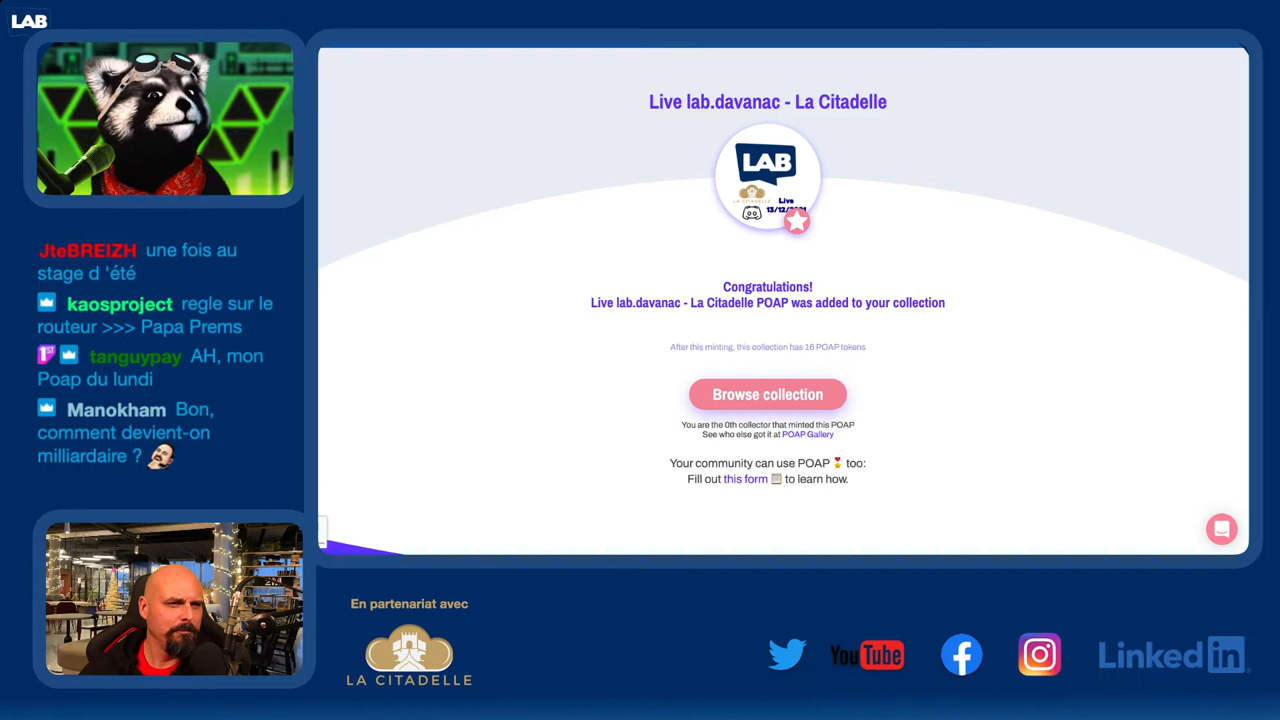 LAB
JteBREIZH une fois au
stage d 'été
kaosproject regle sur le
routeur >>> Papa Prems
1ST tanguypay AH, mon
Poap du lundi
Manokham Bon,
comment devient-on
milliardaire ?
Live lab.davanac - La Citadelle
LAB
LA CITADELLE
Live
Congratulations!
Live lab.davanac - La Citadelle POAP was added to your collection
After this minting, this collection has 16 POAP tokens
Browse collection
You are the 0th collector that minted this POAP
See who else got it at POAP Gallery
Your community can use POAP 🎖️ too:
Fill out this form 🗒️ to learn how.
En partenariat avec
LA CITADELLE
YouTube
LinkedIn